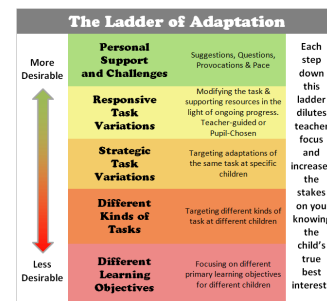 The Ladder of Adaptation
More
Desirable
Less
Desirable
Personal
Support
and Challenges
Suggestions, Questions,
Provocations & Pace
Responsive
Task
Variations
Modifying the task &
supporting resources in the
light of ongoing progress.
Teacher-guided or
Pupil-Chosen
Strategic
Task
Variations
Targeting adaptations of
the same task at specific
children
Different
Kinds of
Tasks
Targeting different kinds of
task at different children
Different
Learning
Objectives
Focusing on different
primary learning objectives
for different children
Each
step
down
this
ladder
dilutes
teacher
focus
and
increase
the
stakes
on you
knowing
the
child's
true
best
interest